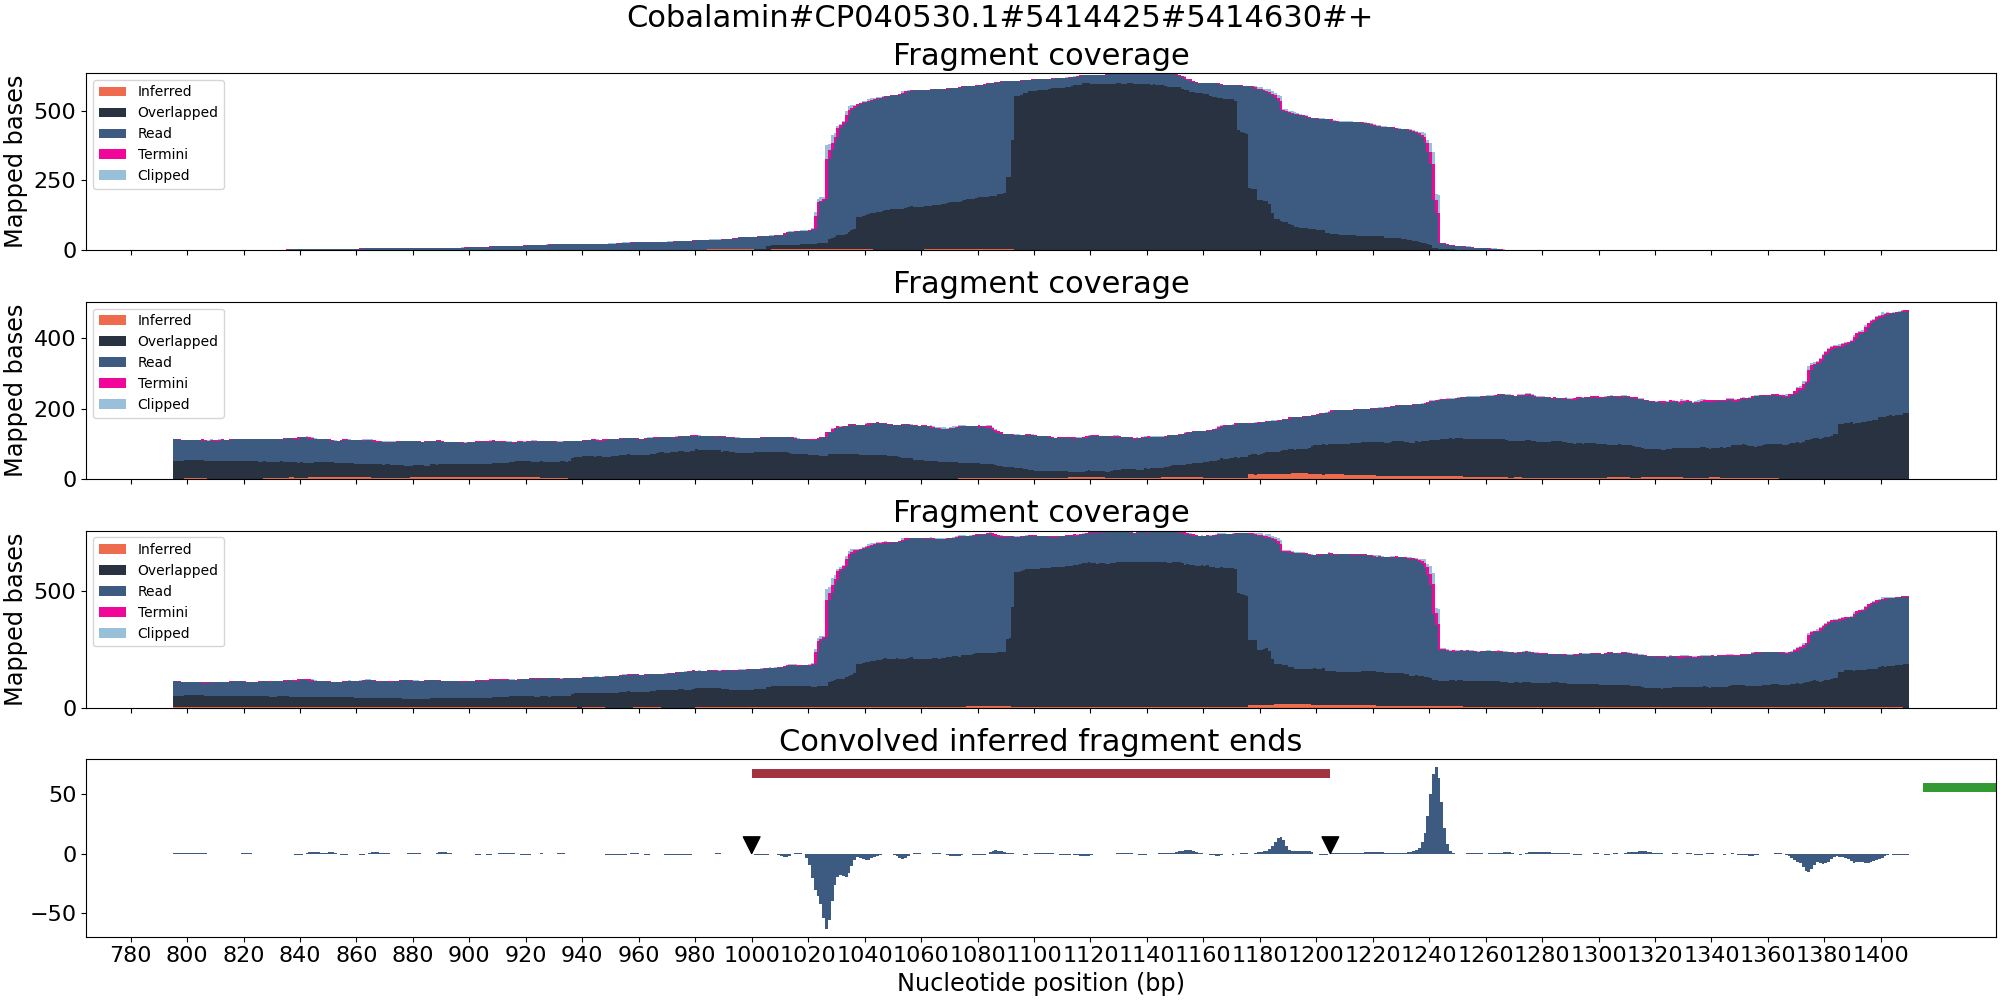 Cobalamin#CP040530.1#5414425#5414630#+
Fragment coverage
Mapped bases
500
250
0
Inferred
Overlapped
Read
Termini
Clipped
Fragment coverage
Mapped bases
400
200
0
Inferred
Overlapped
Read
Termini
Clipped
Fragment coverage
Mapped bases
500
0
Inferred
Overlapped
Read
Termini
Clipped
Convolved inferred fragment ends
50
0
−50
780 800 820 840 860 880 900 920 940 960 980 1000 1020 1040 1060 1080 1100 1120 1140 1160 1180 1200 1220 1240 1260 1280 1300 1320 1340 1360 1380 1400
Nucleotide position (bp)